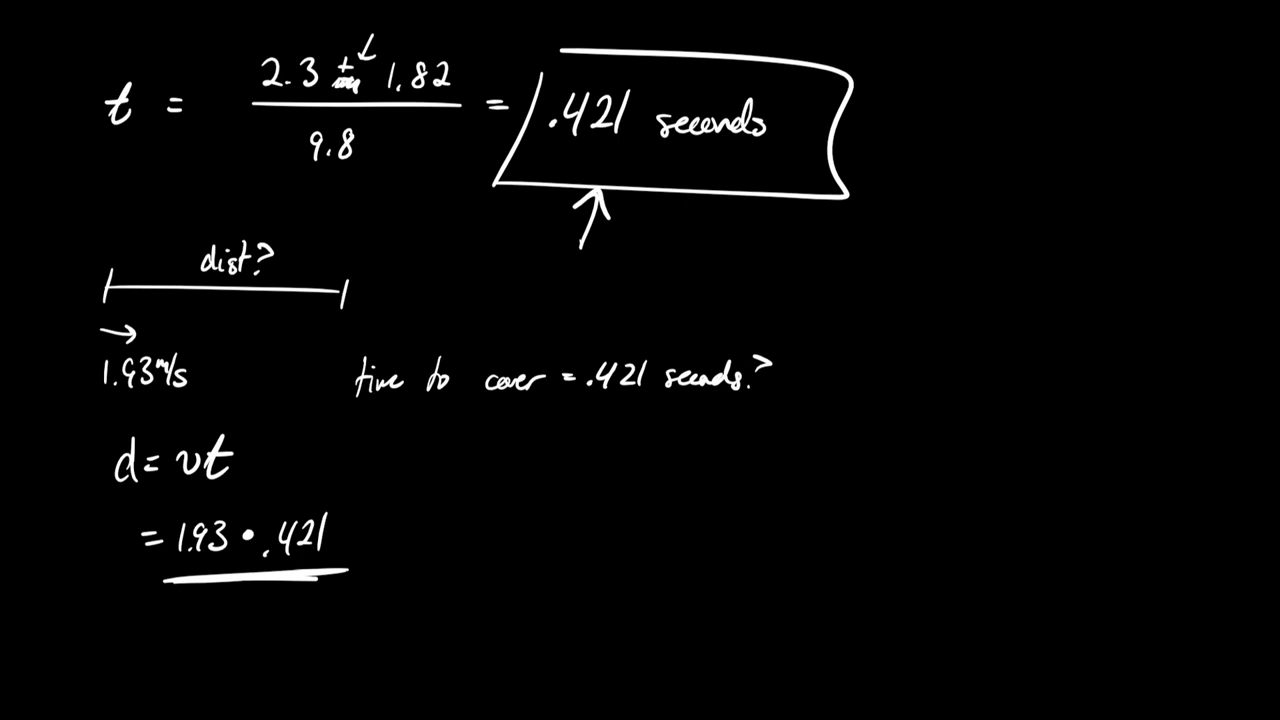 t = 2.3 + 1.82 / 9.8 = .421 seconds
dist?
1.93 m/s time to cover = .421 seconds?
d = vt
= 1.93 • .421